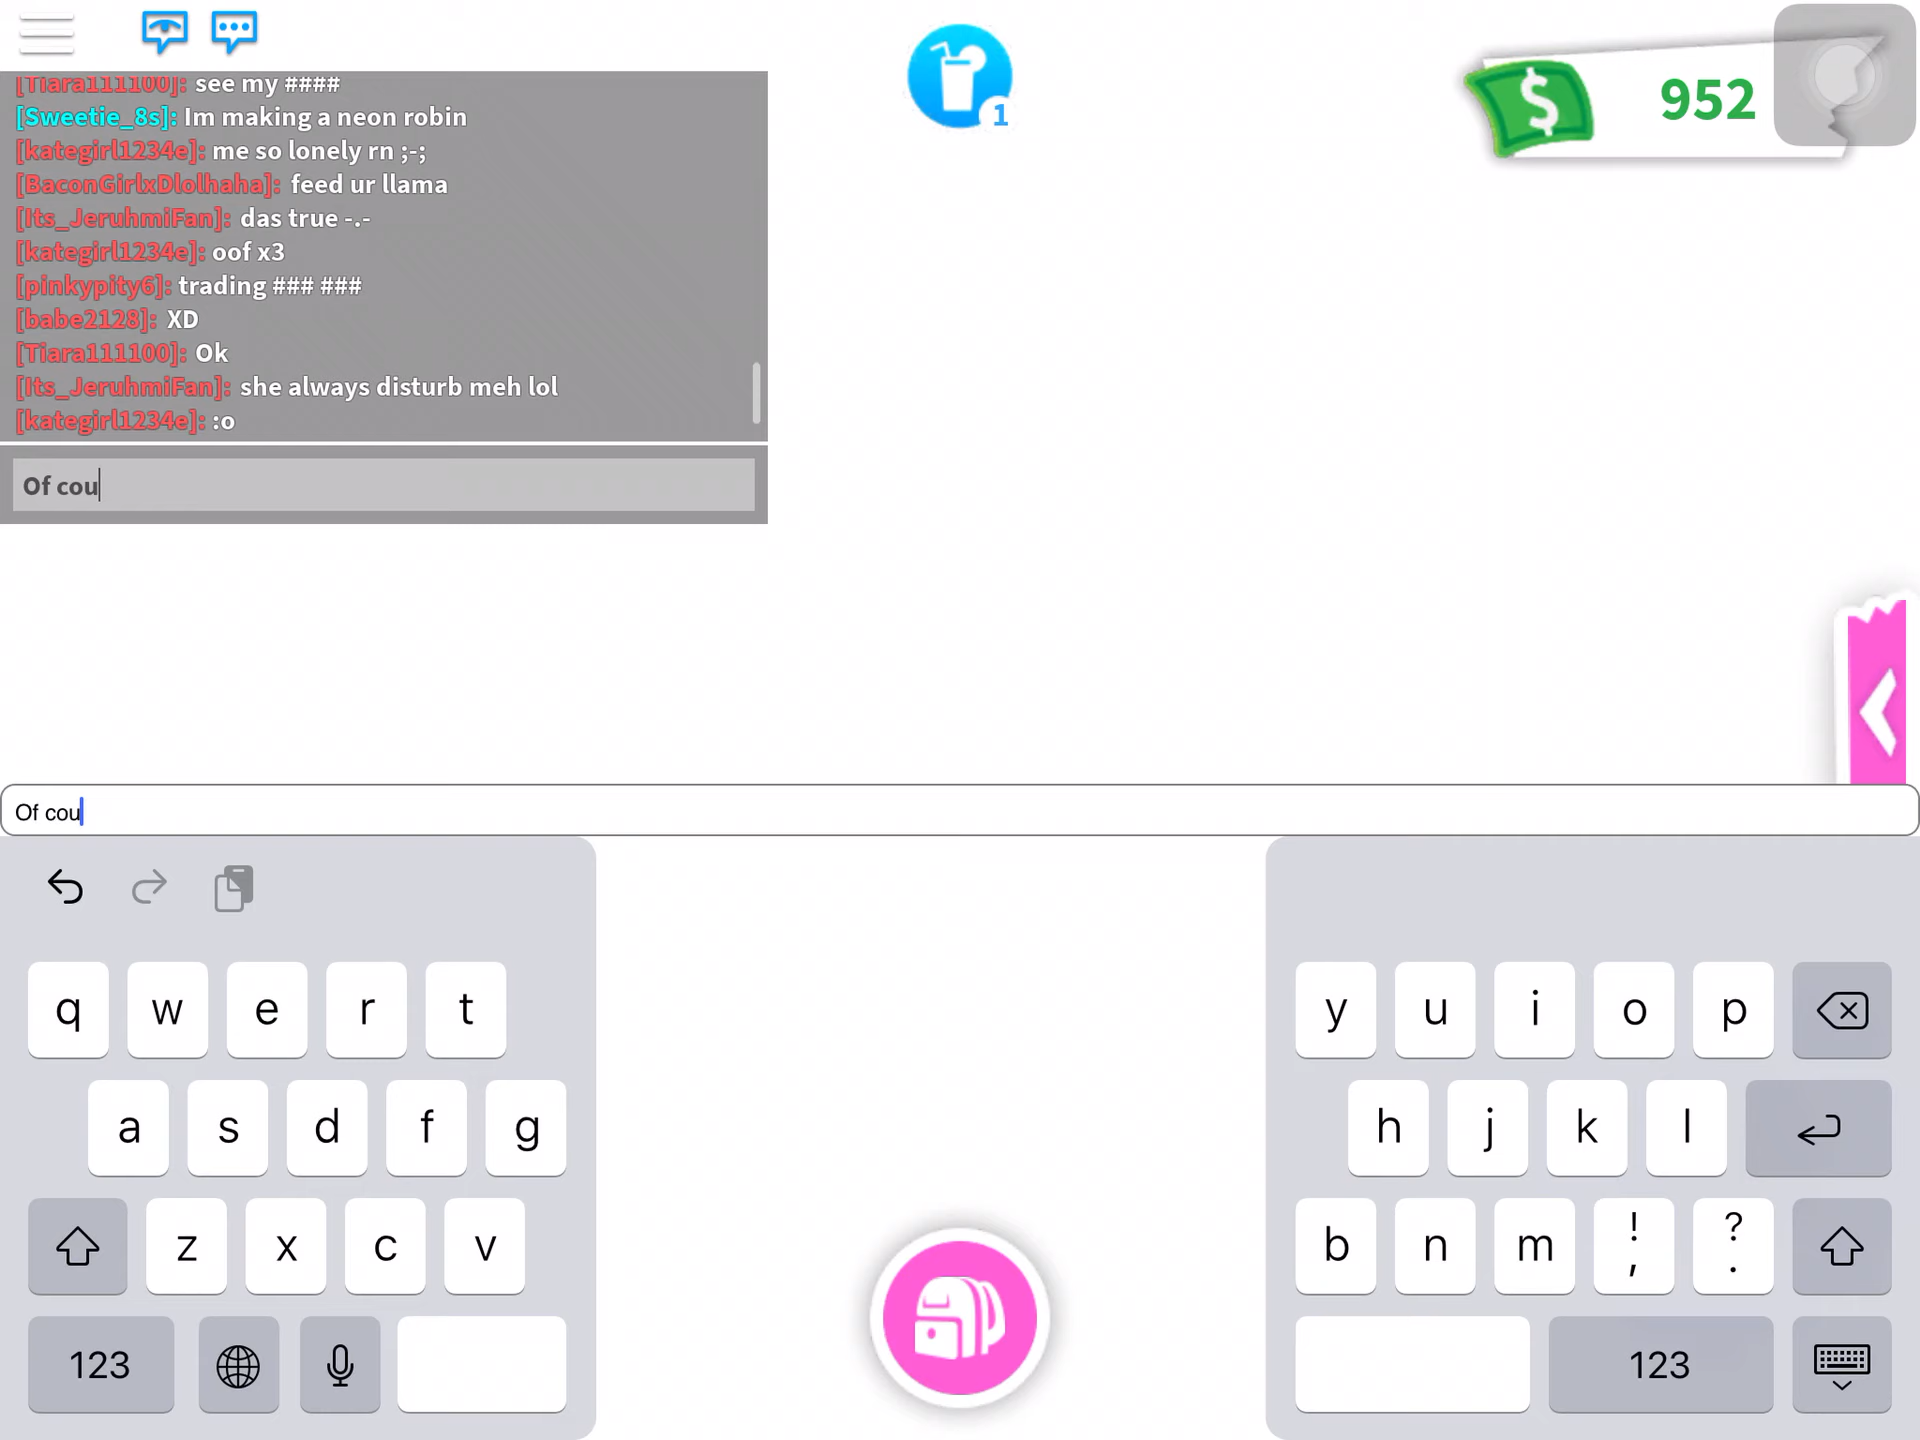 [Tiara111100]: see my ####
[Sweetie_8s]: Im making a neon robin
[kategirl1234e]: me so lonely rn ;-;
[BaconGirlxDlolhaha]: feed ur llama
[Its_JeruhmiFan]: das true -.-
[kategirl1234e]: oof x3
[pinkypity6]: trading ### ###
[babe2128]: XD
[Tiara111100]: Ok
[Its_JeruhmiFan]: she always disturb meh lol
[kategirl1234e]: :o
Of cou
1
952
Of cou
q w e r t y u i o p
a s d f g h j k l
z x c v b n m ! , ? .
123 123